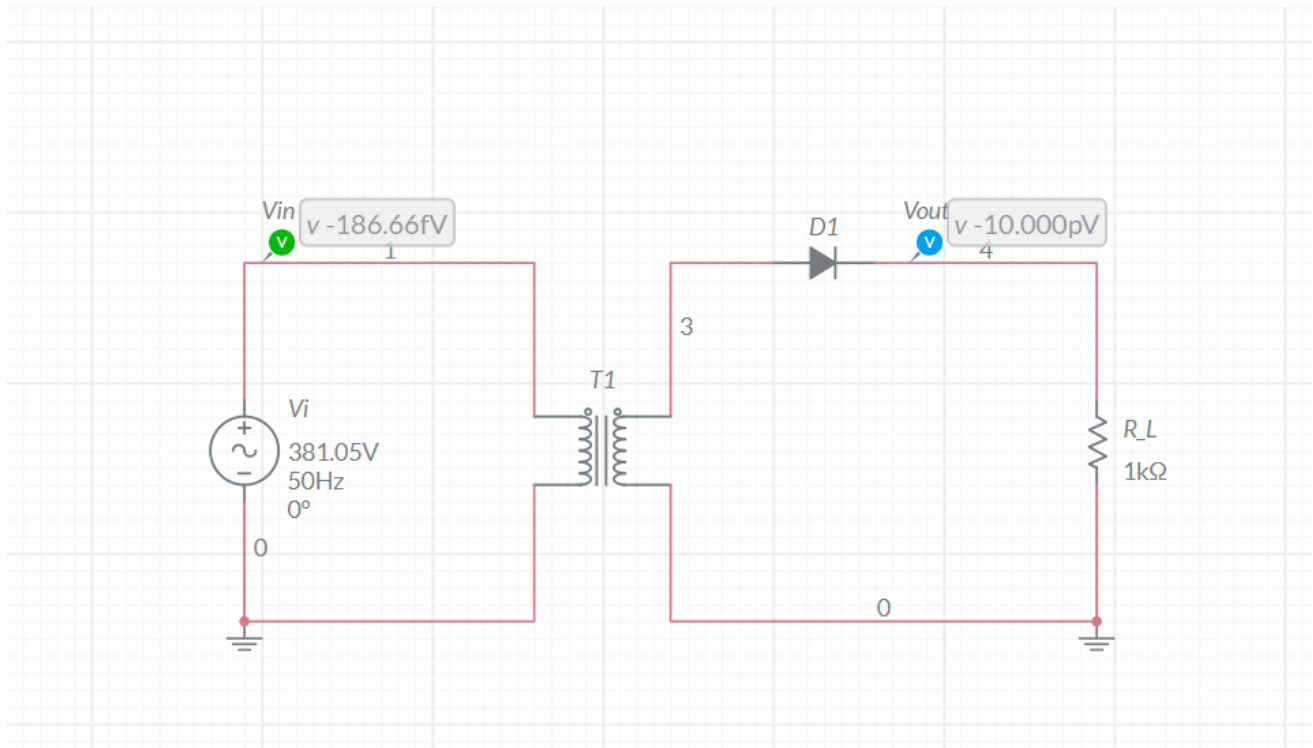 Vin
v -186.66fV
V
1
D1
Vout
v -10.000pV
V
4
3
T1
Vi
381.05V
50Hz
0°
R_L
1kΩ
0
0